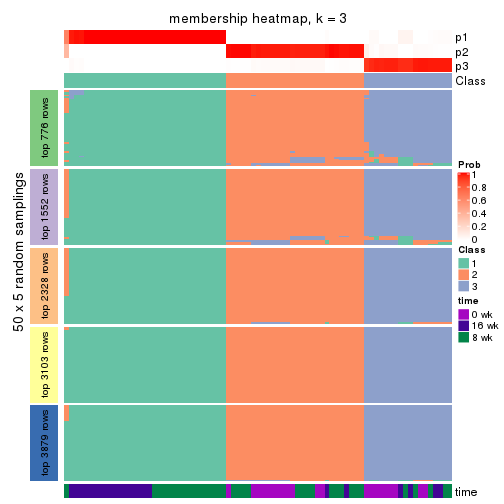 membership heatmap, k = 3
p1
p2
p3
Class
50 x 5 random samplings
top 776 rows
top 1552 rows
top 2328 rows
top 3103 rows
top 3879 rows
Prob
1
0.8
0.6
0.4
0.2
0
Class
1
2
3
time
0 wk
16 wk
8 wk
time